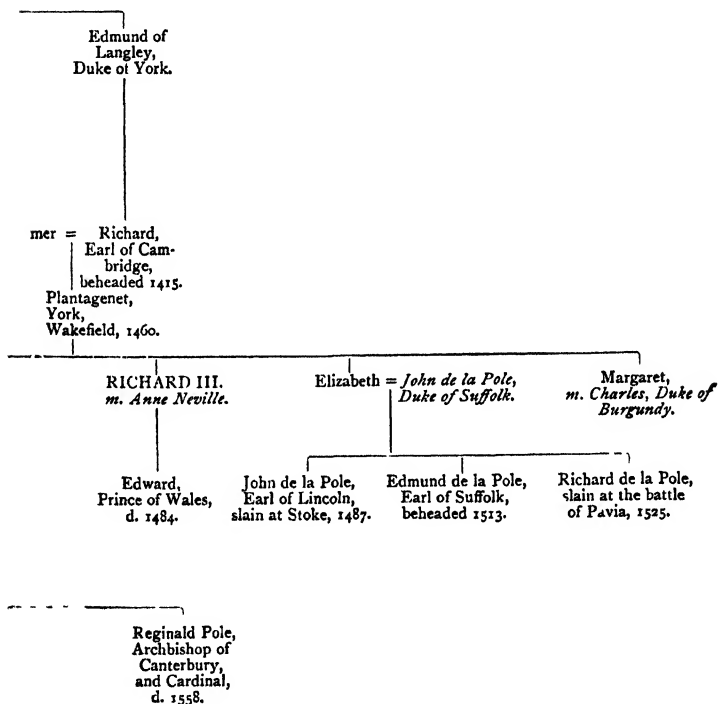 Edmund of
Langley,
Duke ot York.
mer = Richard,
Earl of Cam-
bridge,
beheaded 1415.
Plantagenet,
York,
Wakefield, 1460.
RICHARD III.
m. Anne Neville.
Elizabeth = John de la Pole,
Duke of Suffolk.
Margaret,
m. Charles, Duke of
Burgundy.
Edward,
Prince of Wales,
d. 1484.
John de la Pole,
Earl of Lincoln,
slain at Stoke, 1487.
Edmund de la Pole,
Earl of Suffolk,
beheaded 1513.
Richard de la Pole,
slain at the battle
of Pavia, 1525.
Reginald Pole,
Archbishop of
Canterbury,
and Cardinal,
d. 1558.